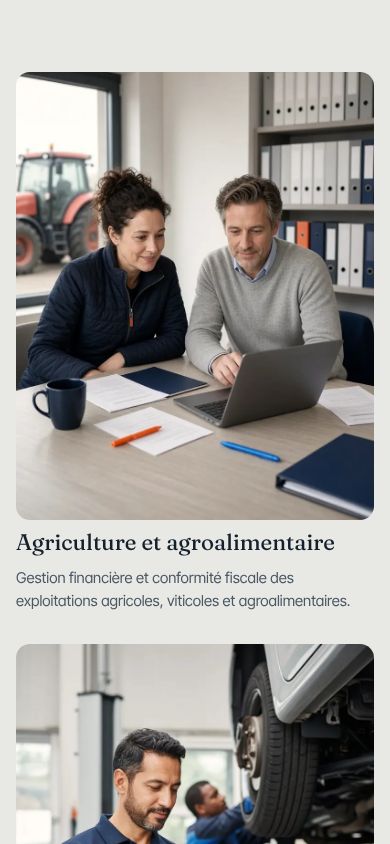 Agriculture et agroalimentaire
Gestion financière et conformité fiscale des
exploitations agricoles, viticoles et agroalimentaires.